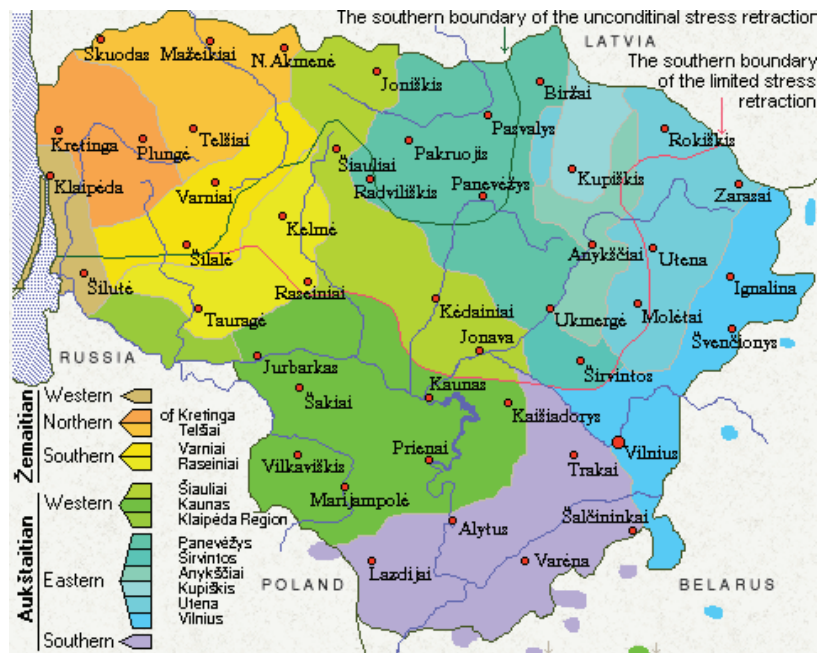 The southern boundary of the unconditinal stress retraction
LATVIA
The southern boundary
of the limited stress
retraction
Skuodas
Mažeikiai
N.Akmenė
Joniškis
Biržai
Pasvalys
Rokiškis
Kretinga
Plungė
Telšiai
Šiauliai
Pakruojis
Klaipėda
Varniai
Radviliškis
Panevėžys
Kupiškis
Zarasai
Kelmė
Šilalė
Anykščiai
Utena
Šilutė
Raseiniai
Ignalina
Tauragė
Kėdainiai
Ukmergė
Molėtai
Švenčionys
RUSSIA
Jonava
Jurbarkas
Širvintos
Kaunas
Šakiai
Kaišiadorys
Vilnius
Prienai
Vilkaviškis
Trakai
Marijampolė
Šalčininkai
Alytus
Varėna
Lazdijai
POLAND
BELARUS
Žemaitian
Western
Northern
of Kretinga
Telšiai
Southern
Varniai
Raseiniai
Aukštaitian
Western
Šiauliai
Kaunas
Klaipėda Region
Eastern
Panevėžys
Širvintos
Anykščiai
Kupiškis
Utena
Vilnius
Southern